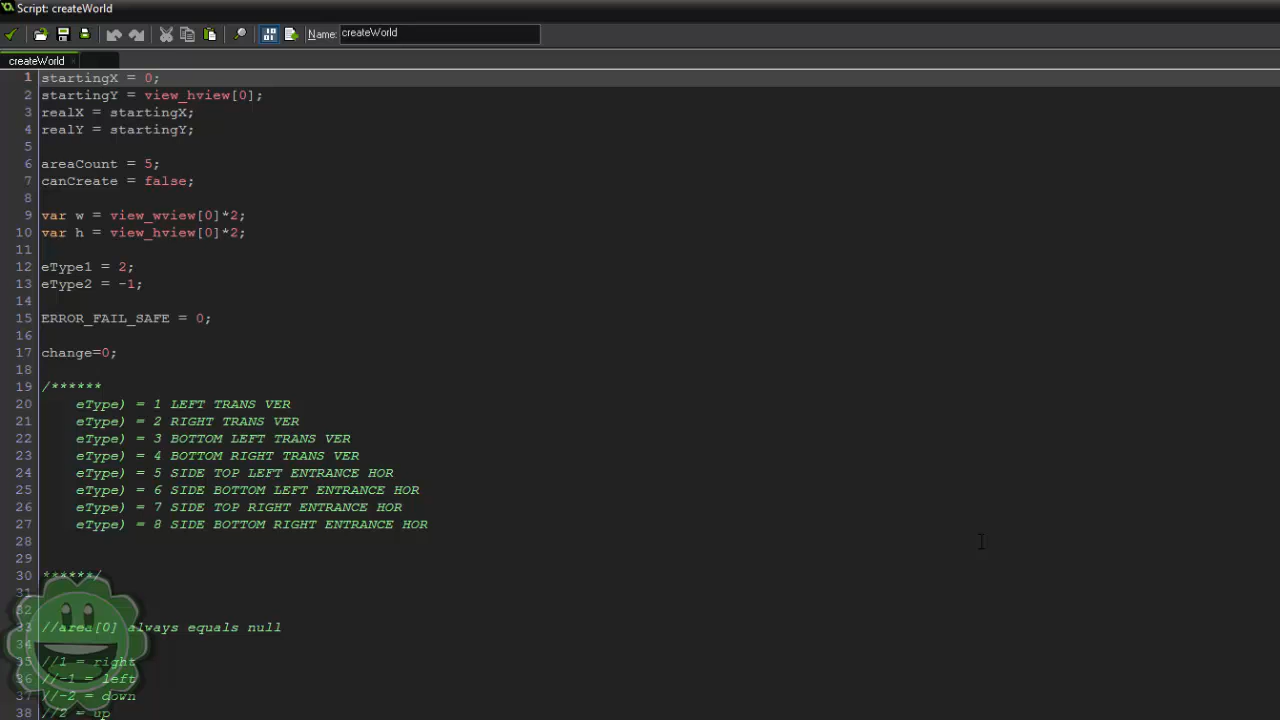 Script: createWorld
Name: createWorld
createWorld
1 startingX = 0;
2 startingY = view_hview[0];
3 realX = startingX;
4 realY = startingY;
5
6 areaCount = 5;
7 canCreate = false;
8
9 var w = view_wview[0]*2;
10 var h = view_hview[0]*2;
11
12 eType1 = 2;
13 eType2 = -1;
14
15 ERROR_FAIL_SAFE = 0;
16
17 change=0;
18
19 /******
20 eType) = 1 LEFT TRANS VER
21 eType) = 2 RIGHT TRANS VER
22 eType) = 3 BOTTOM LEFT TRANS VER
23 eType) = 4 BOTTOM RIGHT TRANS VER
24 eType) = 5 SIDE TOP LEFT ENTRANCE HOR
25 eType) = 6 SIDE BOTTOM LEFT ENTRANCE HOR
26 eType) = 7 SIDE TOP RIGHT ENTRANCE HOR
27 eType) = 8 SIDE BOTTOM RIGHT ENTRANCE HOR
28
29
30 ******/
31
32
33 //area[0] always equals null
34
35 //1 = right
36 //-1 = left
37 //-2 = down
38 //2 = up